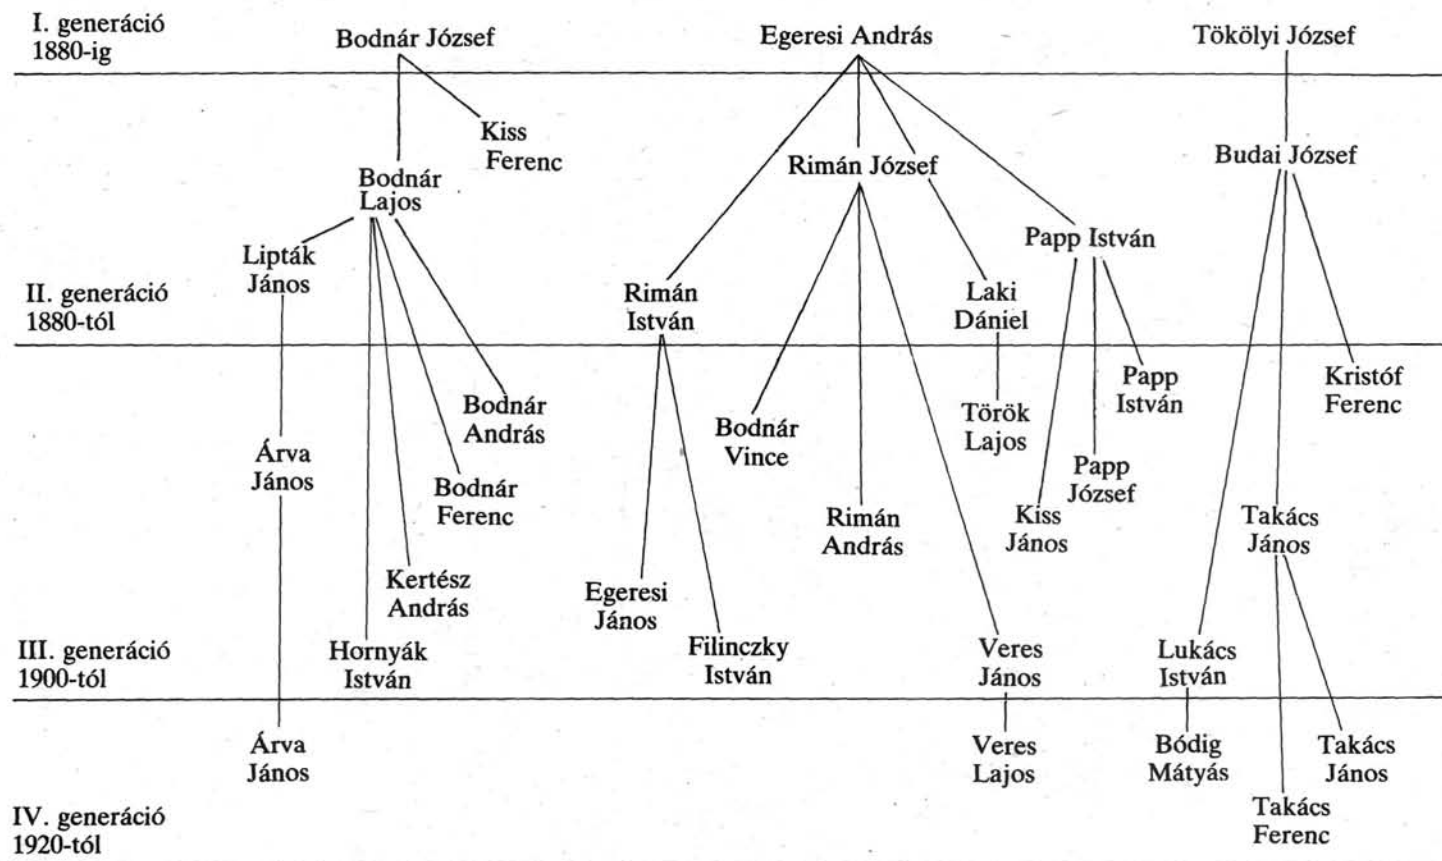 I. generáció
1880-ig
Bodnár József
Egeresi András
Tökölyi József
Kiss
Ferenc
Bodnár
Lajos
Rimán József
Budai József
Lipták
János
Papp István
II. generáció
1880-tól
Rimán
István
Laki
Dániel
Bodnár
András
Bodnár
Vince
Török
Lajos
Papp
István
Kristóf
Ferenc
Árva
János
Bodnár
Ferenc
Papp
József
Rimán
András
Kiss
János
Takács
János
Kertész
András
Egeresi
János
III. generáció
1900-tól
Hornyák
István
Filinczky
István
Veres
János
Lukács
István
Árva
János
Veres
Lajos
Bódig
Mátyás
Takács
János
Takács
Ferenc
IV. generáció
1920-tól